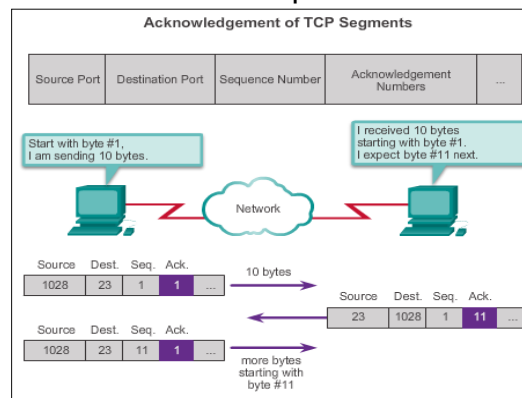 Acknowledgement of TCP Segments
Source Port Destination Port Sequence Number Acknowledgement Numbers ...
Start with byte #1,
I am sending 10 bytes.
I received 10 bytes
starting with byte #1.
I expect byte #11 next.
Network
Source Dest. Seq. Ack.
1028 23 1 1 ...
10 bytes
Source Dest. Seq. Ack.
23 1028 1 11 ...
Source Dest. Seq. Ack.
1028 23 11 1 ...
more bytes
starting with
byte #11